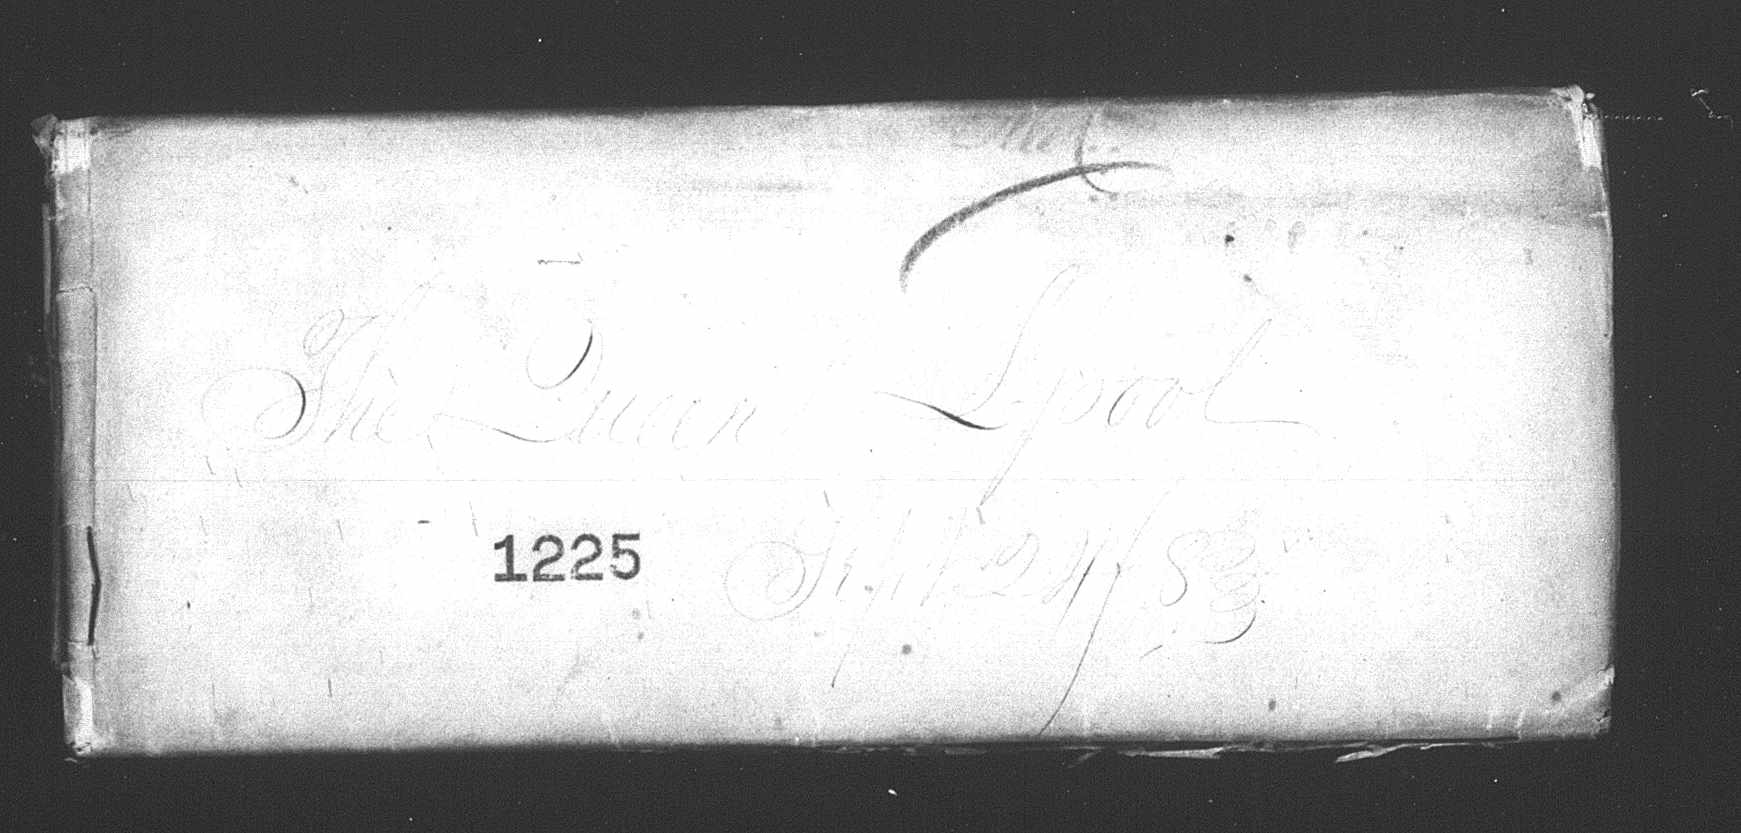 The Queen L'pool
1225 Sept 24/83